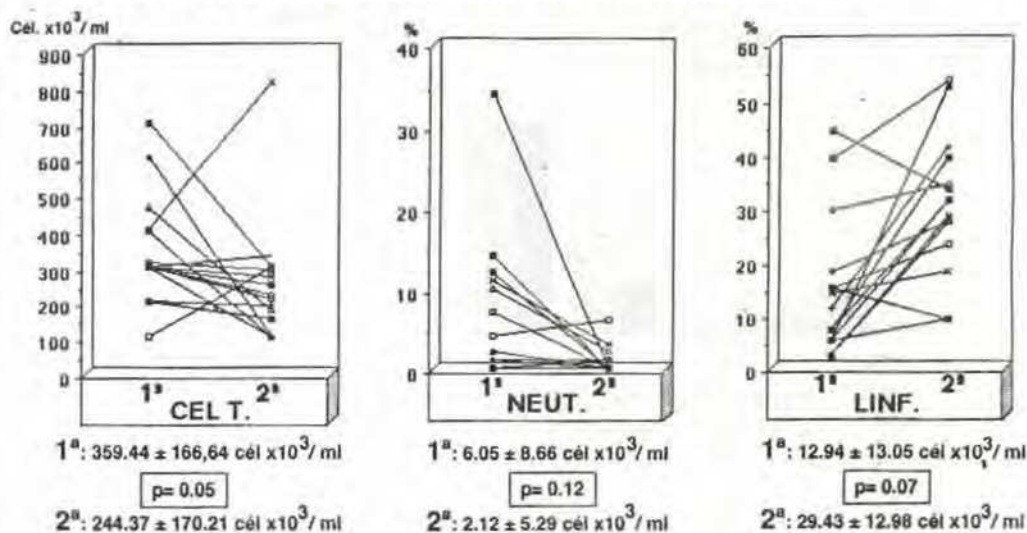 Cél. x10³/ ml
900
800
700
600
500
400
300
200
100
0
1ª 2ª
CEL T.
1ª: 359.44 ± 166,64 cél x10³/ ml
p= 0.05
2ª: 244.37 ± 170.21 cél x10³/ ml
%
40
30
20
10
0
1ª 2ª
NEUT.
1ª: 6.05 ± 8.66 cél x10³/ ml
p= 0.12
2ª: 2.12 ± 5.29 cél x10³/ ml
%
60
50
40
30
20
10
0
1ª 2ª
LINF.
1ª: 12.94 ± 13.05 cél x10³/ ml
p= 0.07
2ª: 29.43 ± 12.98 cél x10³/ ml